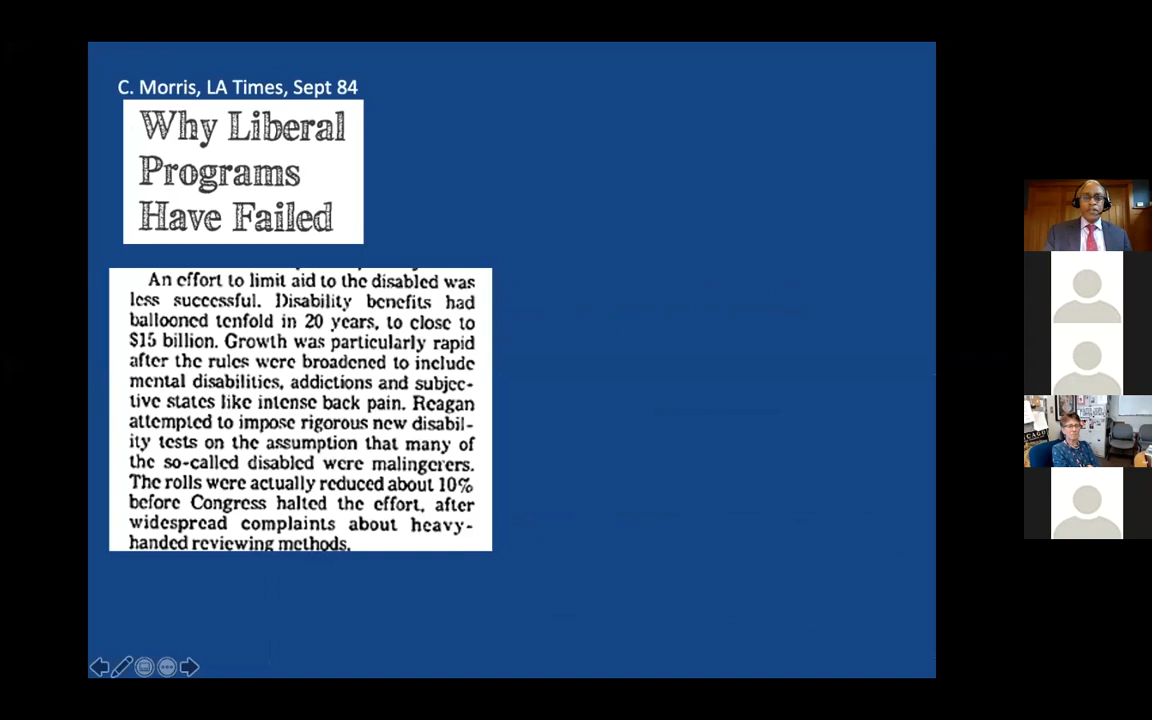 C. Morris, LA Times, Sept 84
Why Liberal
Programs
Have Failed
An effort to limit aid to the disabled was
less successful. Disability benefits had
ballooned tenfold in 20 years, to close to
$15 billion. Growth was particularly rapid
after the rules were broadened to include
mental disabilities, addictions and subjec-
tive states like intense back pain. Reagan
attempted to impose rigorous new disabil-
ity tests on the assumption that many of
the so-called disabled were malingerers.
The rolls were actually reduced about 10%
before Congress halted the effort, after
widespread complaints about heavy-
handed reviewing methods.